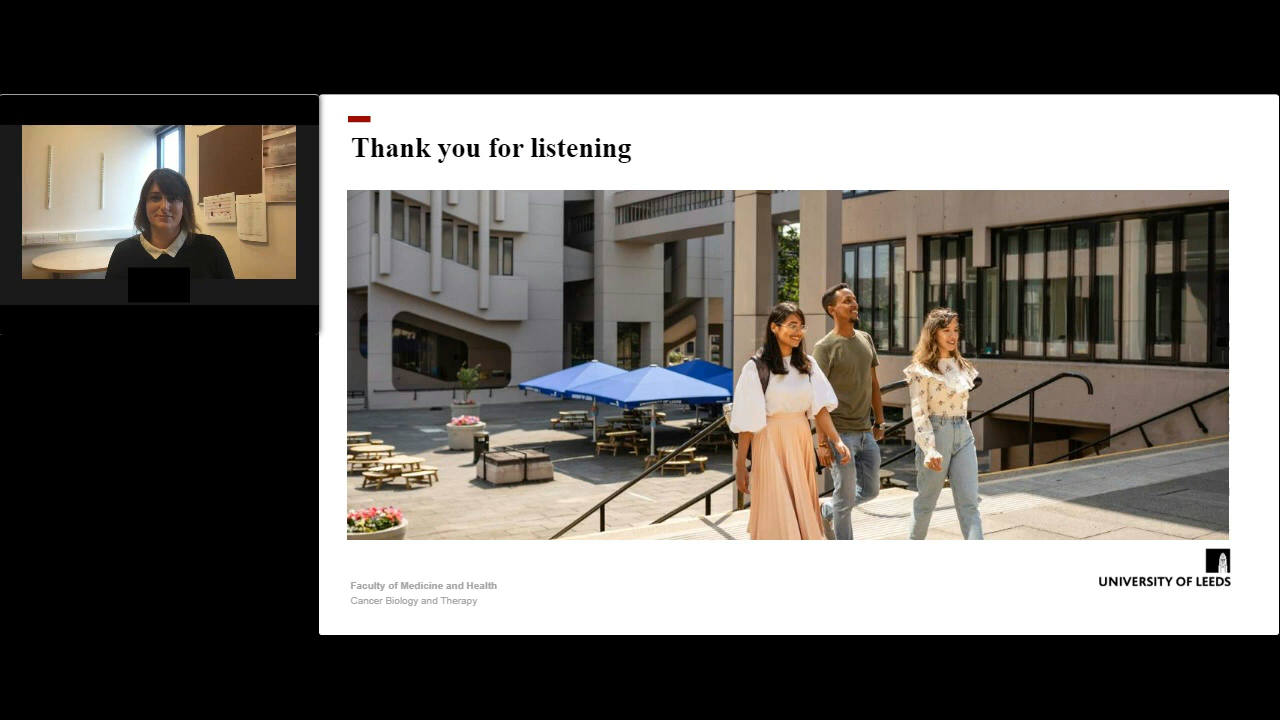 Thank you for listening
Faculty of Medicine and Health
Cancer Biology and Therapy
UNIVERSITY OF LEEDS